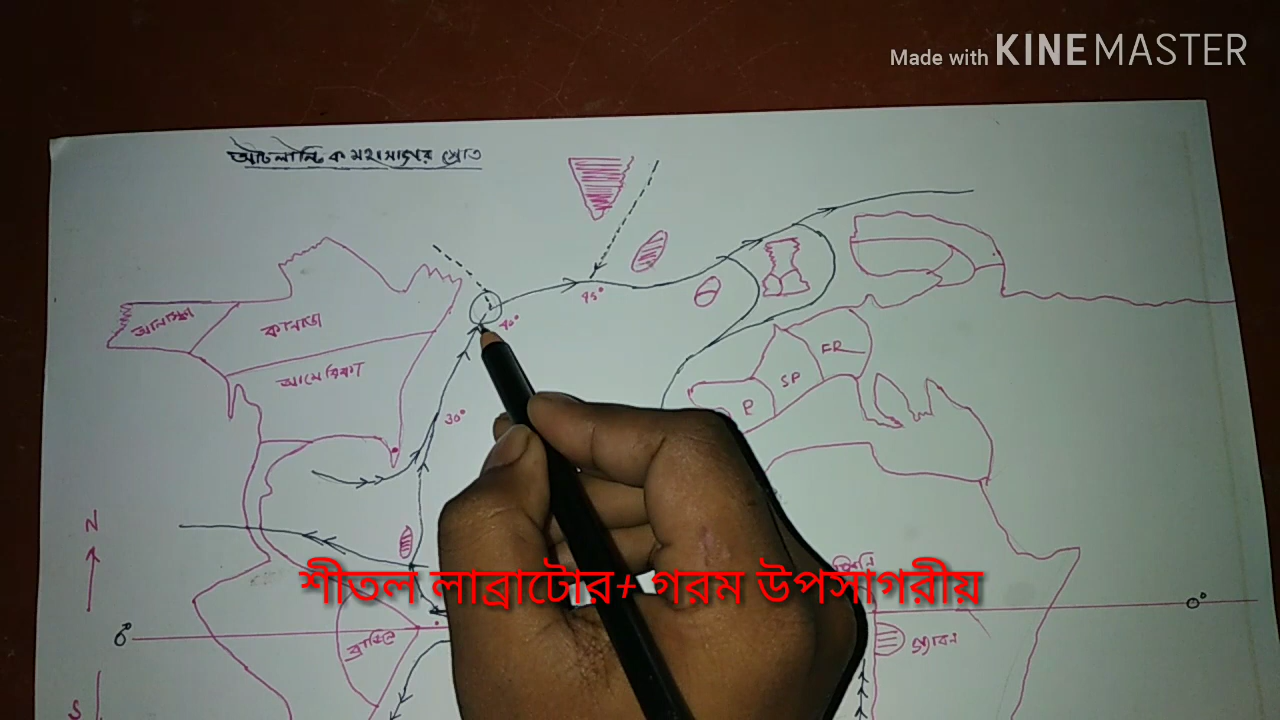 Made with KINEMASTER
আটলান্টিক মহাসাগর স্রোত
আলাস্কা
কানাডা
আমেরিকা
40°
45°
30°
FR
SP
P
N
শীতল লাব্রাটোর+ গরম উপসাগরীয়
0°
0°
ব্রাজিল
S